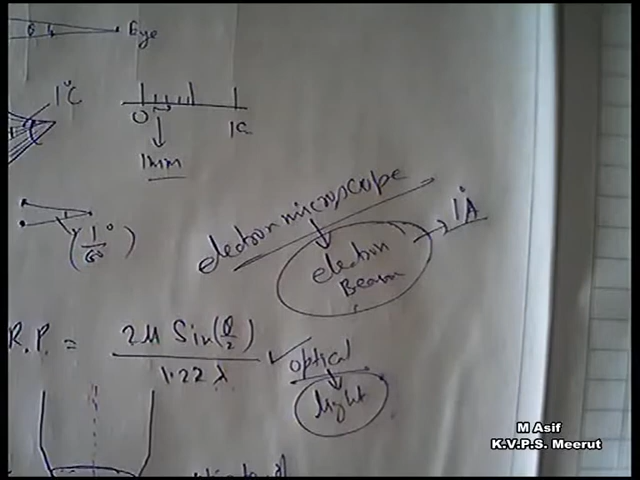 Eye
1°C
0
1c
1mm
(1/60°)
electron microscope
electron
Beam
1Å
R.P. = 2μ Sin(θ/2) / 1.22 λ
optical
light
M Asif
K.V.P.S. Meerut